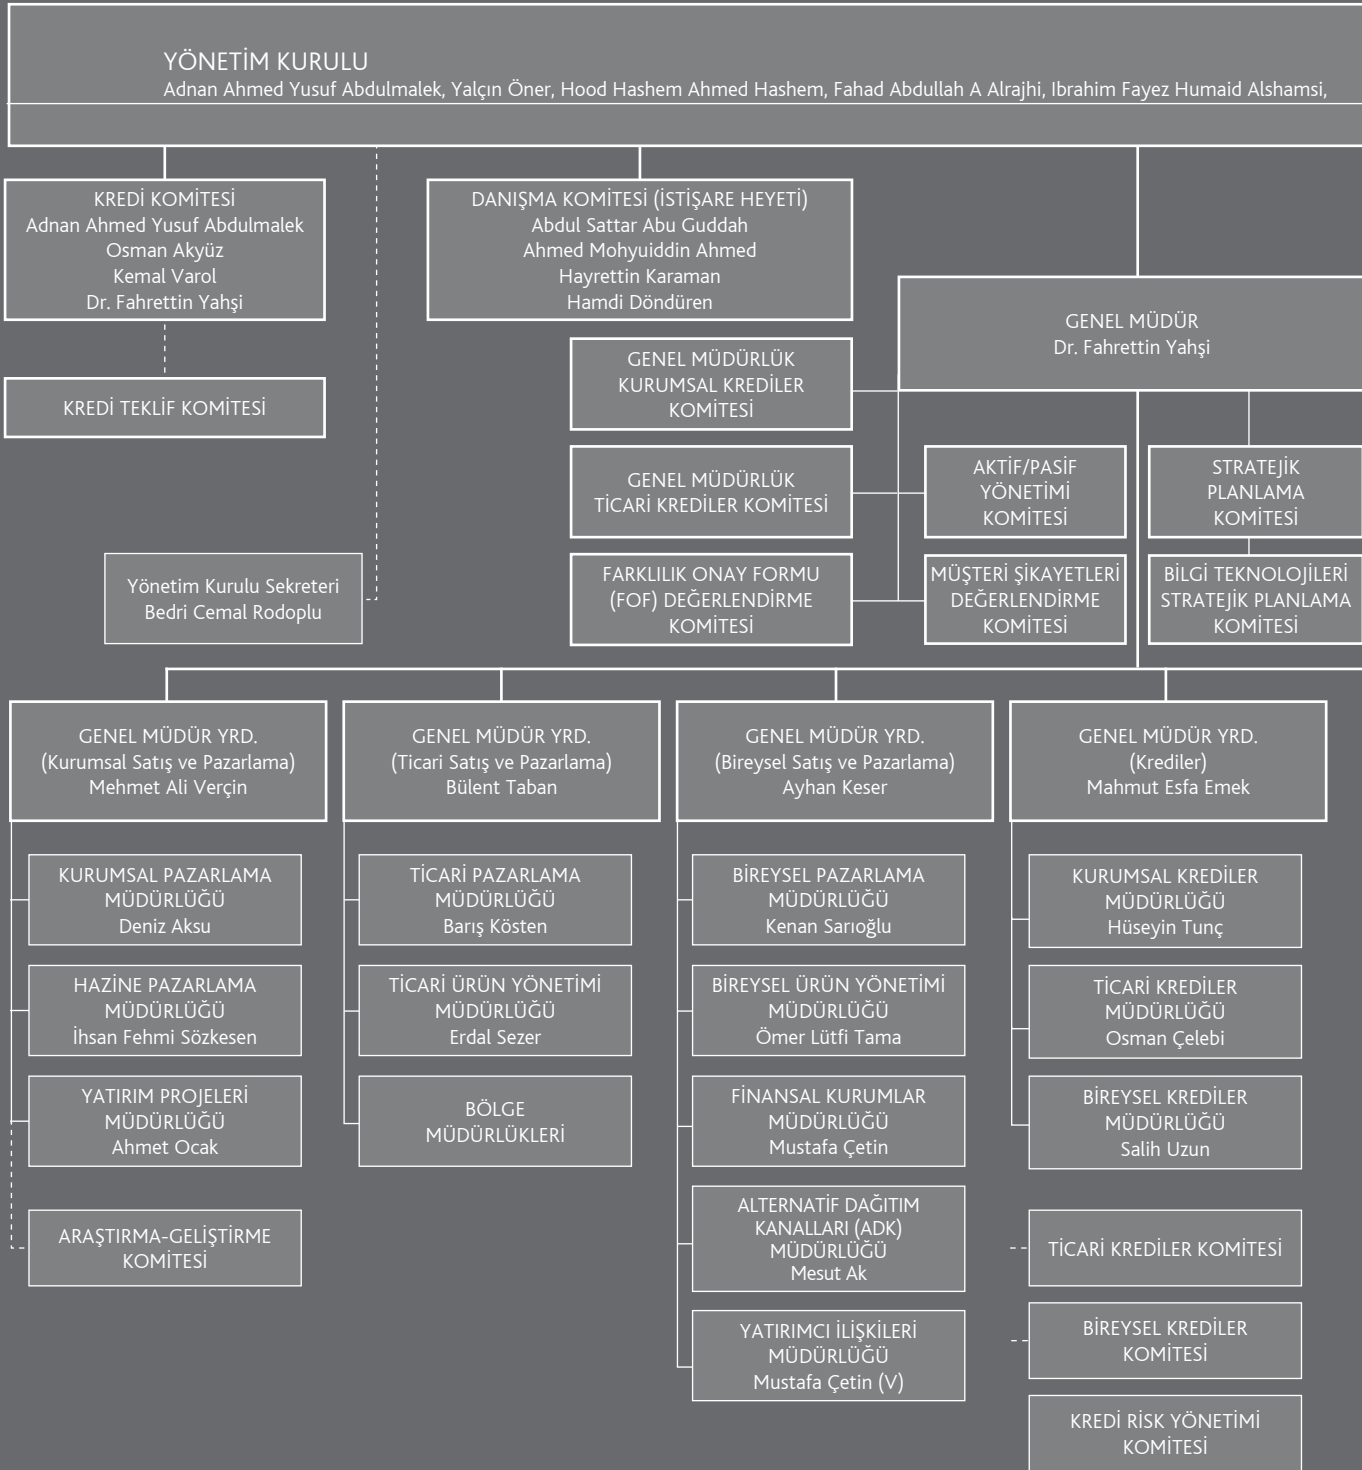 YÖNETİM KURULU
Adnan Ahmed Yusuf Abdulmalek, Yalçın Öner, Hood Hashem Ahmed Hashem, Fahad Abdullah A Alrajhi, Ibrahim Fayez Humaid Alshamsi,
KREDİ KOMİTESİ
Adnan Ahmed Yusuf Abdulmalek
Osman Akyüz
Kemal Varol
Dr. Fahrettin Yahşi
DANIŞMA KOMİTESİ (İSTİŞARE HEYETİ)
Abdul Sattar Abu Guddah
Ahmed Mohyuiddin Ahmed
Hayrettin Karaman
Hamdi Döndüren
GENEL MÜDÜR
Dr. Fahrettin Yahşi
KREDİ TEKLİF KOMİTESİ
GENEL MÜDÜRLÜK
KURUMSAL KREDİLER
KOMİTESİ
GENEL MÜDÜRLÜK
TİCARİ KREDİLER KOMİTESİ
AKTİF/PASİF
YÖNETİMİ
KOMİTESİ
STRATEJİK
PLANLAMA
KOMİTESİ
Yönetim Kurulu Sekreteri
Bedri Cemal Rodoplu
FARKLILIK ONAY FORMU
(FOF) DEĞERLENDİRME
KOMİTESİ
MÜŞTERİ ŞİKAYETLERİ
DEĞERLENDİRME
KOMİTESİ
BİLGİ TEKNOLOJİLERİ
STRATEJİK PLANLAMA
KOMİTESİ
GENEL MÜDÜR YRD.
(Kurumsal Satış ve Pazarlama)
Mehmet Ali Verçin
GENEL MÜDÜR YRD.
(Ticari Satış ve Pazarlama)
Bülent Taban
GENEL MÜDÜR YRD.
(Bireysel Satış ve Pazarlama)
Ayhan Keser
GENEL MÜDÜR YRD.
(Krediler)
Mahmut Esfa Emek
KURUMSAL PAZARLAMA
MÜDÜRLÜĞÜ
Deniz Aksu
HAZİNE PAZARLAMA
MÜDÜRLÜĞÜ
İhsan Fehmi Sözkesen
YATIRIM PROJELERİ
MÜDÜRLÜĞÜ
Ahmet Ocak
ARAŞTIRMA-GELİŞTİRME
KOMİTESİ
TİCARİ PAZARLAMA
MÜDÜRLÜĞÜ
Barış Kösten
TİCARİ ÜRÜN YÖNETİMİ
MÜDÜRLÜĞÜ
Erdal Sezer
BÖLGE
MÜDÜRLÜKLERİ
BİREYSEL PAZARLAMA
MÜDÜRLÜĞÜ
Kenan Sarıoğlu
BİREYSEL ÜRÜN YÖNETİMİ
MÜDÜRLÜĞÜ
Ömer Lütfi Tama
FİNANSAL KURUMLAR
MÜDÜRLÜĞÜ
Mustafa Çetin
ALTERNATİF DAĞITIM
KANALLARI (ADK)
MÜDÜRLÜĞÜ
Mesut Ak
YATIRIMCI İLİŞKİLERİ
MÜDÜRLÜĞÜ
Mustafa Çetin (V)
KURUMSAL KREDİLER
MÜDÜRLÜĞÜ
Hüseyin Tunç
TİCARİ KREDİLER
MÜDÜRLÜĞÜ
Osman Çelebi
BİREYSEL KREDİLER
MÜDÜRLÜĞÜ
Salih Uzun
TİCARİ KREDİLER KOMİTESİ
BİREYSEL KREDİLER
KOMİTESİ
KREDİ RİSK YÖNETİMİ
KOMİTESİ